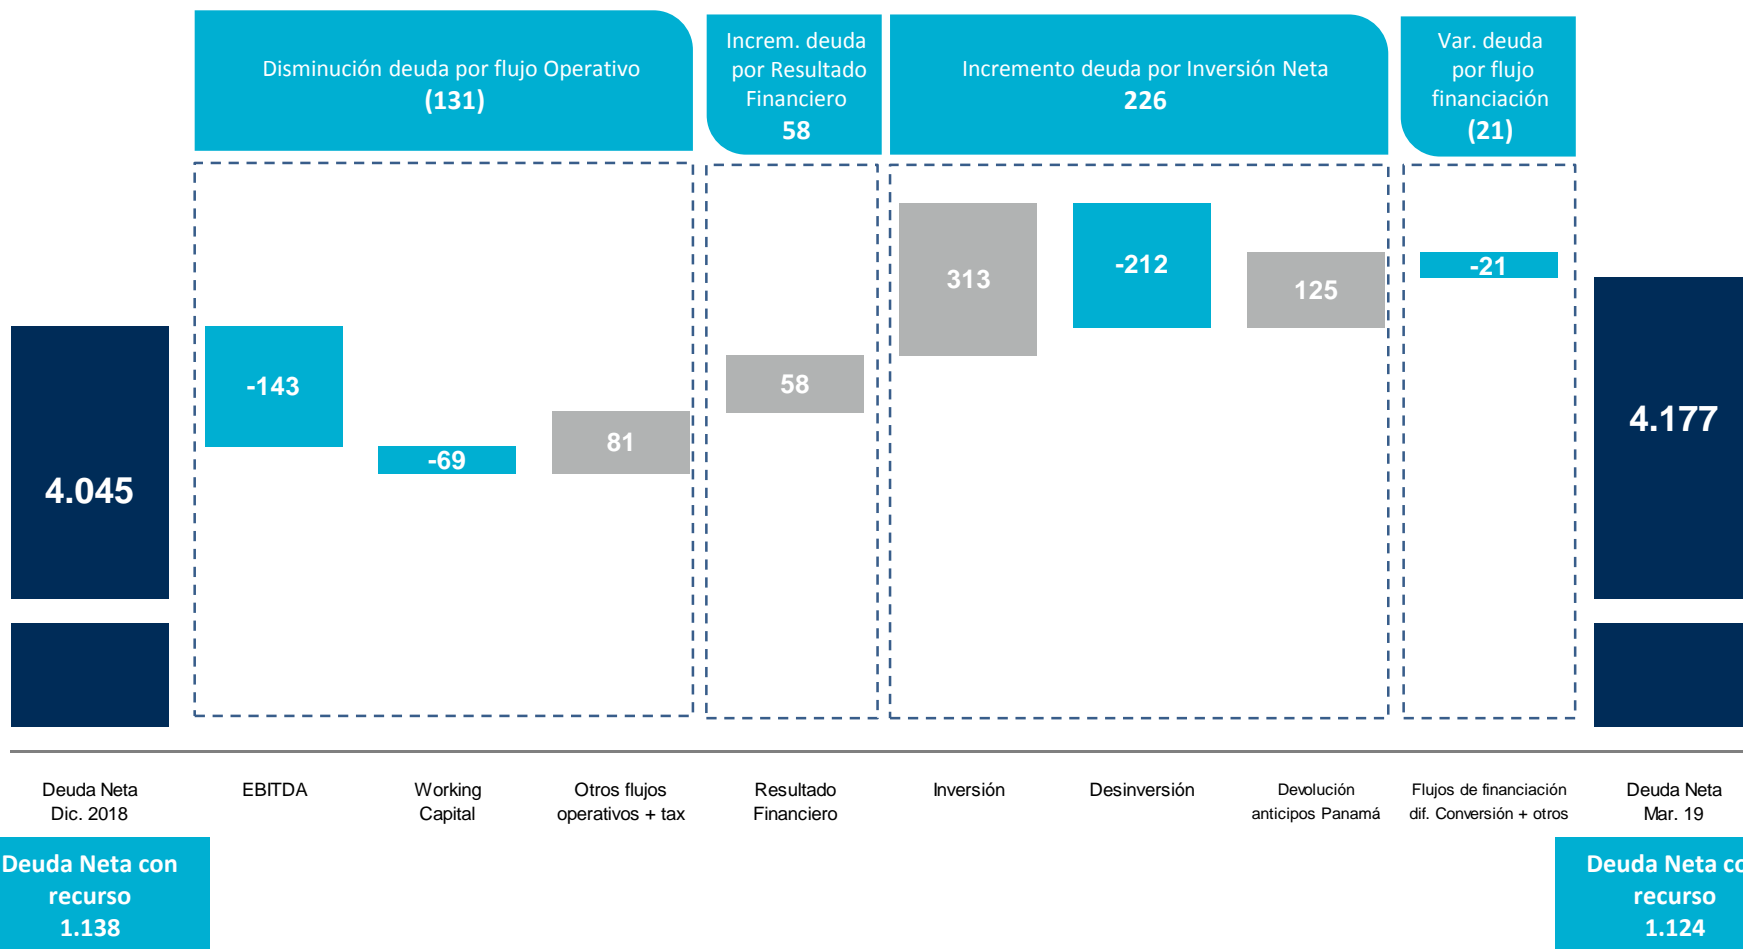 Disminución deuda por flujo Operativo
(131)
Increm. deuda
por Resultado
Financiero
58
Incremento deuda por Inversión Neta
226
Var. deuda
por flujo
financiación
(21)
4.045
-143
-69
81
58
313
-212
125
-21
4.177
Deuda Neta
Dic. 2018
EBITDA
Working
Capital
Otros flujos
operativos + tax
Resultado
Financiero
Inversión
Desinversión
Devolución
anticipos Panamá
Flujos de financiación
dif. Conversión + otros
Deuda Neta
Mar. 19
Deuda Neta con
recurso
1.138
Deuda Neta co
recurso
1.124